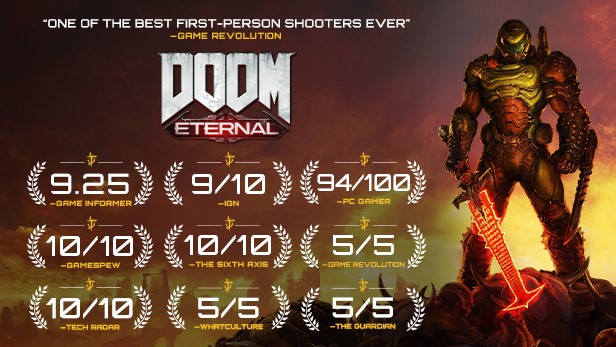 “ONE OF THE BEST FIRST-PERSON SHOOTERS EVER”
–GAME REVOLUTION
DOOM
ETERNAL
9.25
–GAME INFORMER
9/10
–IGN
94/100
–PC GAMER
10/10
–GAMESPEW
10/10
–THE SIXTH AXIS
5/5
–GAME REVOLUTION
10/10
–TECH RADAR
5/5
–WHATCULTURE
5/5
–THE GUARDIAN